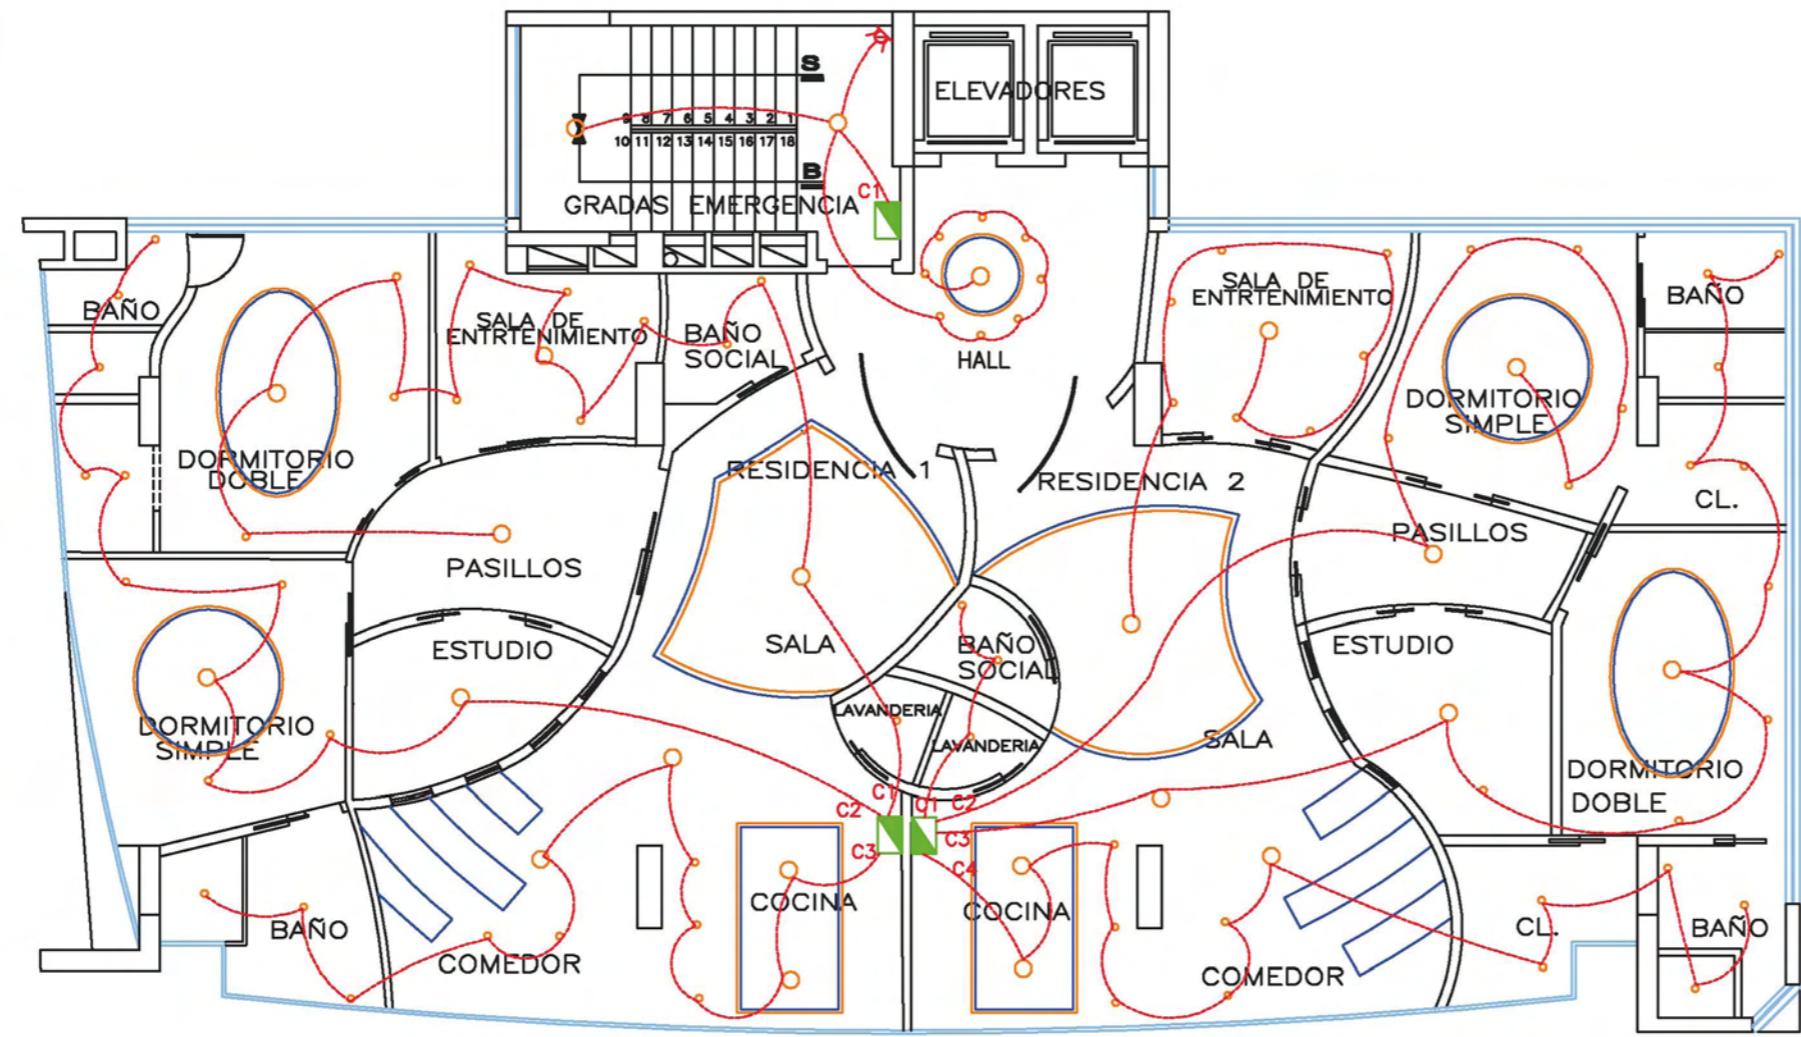 S
ELEVADORES
9 8 7 6 5 4 3 2 1
10 11 12 13 14 15 16 17 18
B
GRADAS EMERGENCIA
C1
BAÑO
SALA DE
ENTRTENIMIENTO
BAÑO
SOCIAL
HALL
SALA DE
ENTRTENIMIENTO
BAÑO
DORMITORIO
SIMPLE
DORMITORIO
DOBLE
RESIDENCIA 1
RESIDENCIA 2
CL.
PASILLOS
PASILLOS
ESTUDIO
SALA
BAÑO
SOCIAL
ESTUDIO
LAVANDERIA
LAVANDERIA
DORMITORIO
SIMPLE
SALA
DORMITORIO
DOBLE
C1
C2
C3
C1
C2
C3
C4
COCINA
COCINA
BAÑO
COMEDOR
COMEDOR
CL.
BAÑO